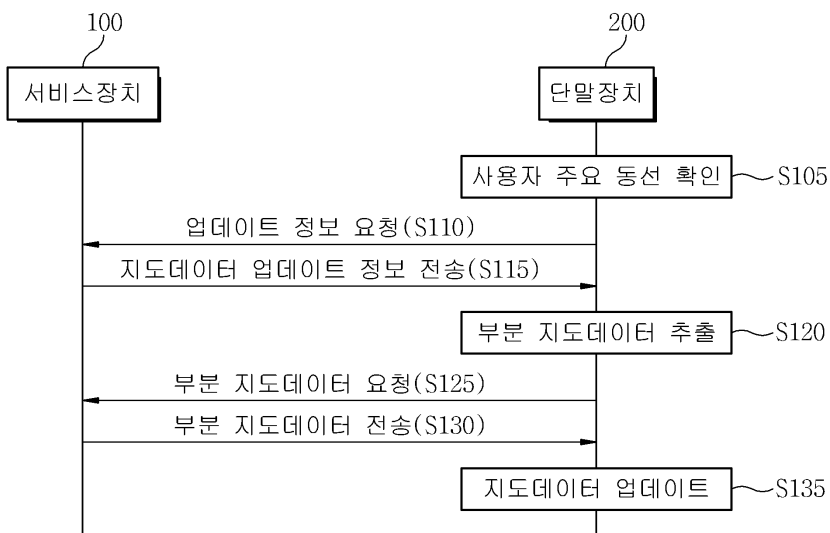 100
200
서비스장치
단말장치
사용자 주요 동선 확인
S105
업데이트 정보 요청(S110)
지도데이터 업데이트 정보 전송(S115)
부분 지도데이터 추출
S120
부분 지도데이터 요청(S125)
부분 지도데이터 전송(S130)
지도데이터 업데이트
S135